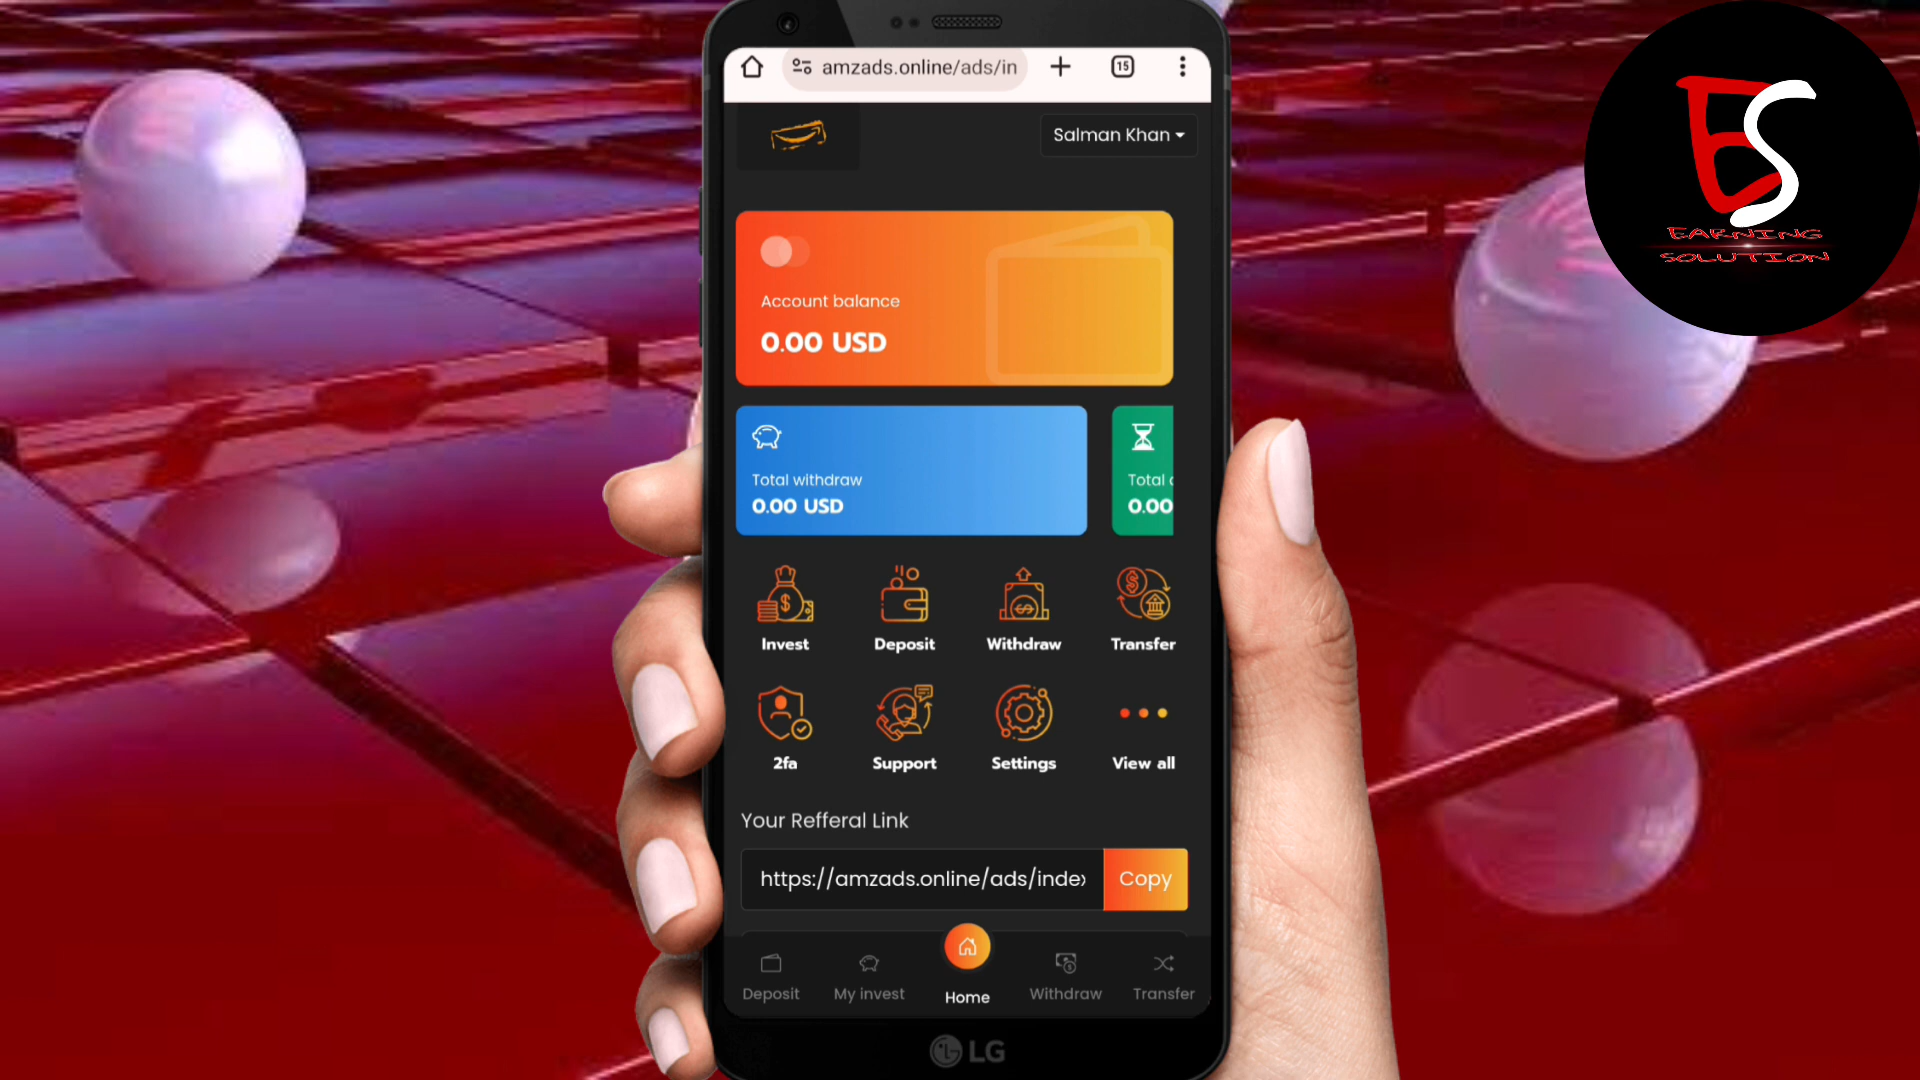 amzads.online/ads/in
15
Salman Khan
Account balance
0.00 USD
Total withdraw
0.00 USD
Total
0.00
Invest
Deposit
Withdraw
Transfer
2fa
Support
Settings
View all
Your Refferal Link
https://amzads.online/ads/index
Copy
Deposit
My invest
Home
Withdraw
Transfer
LG
ES
EARNING
SOLUTION